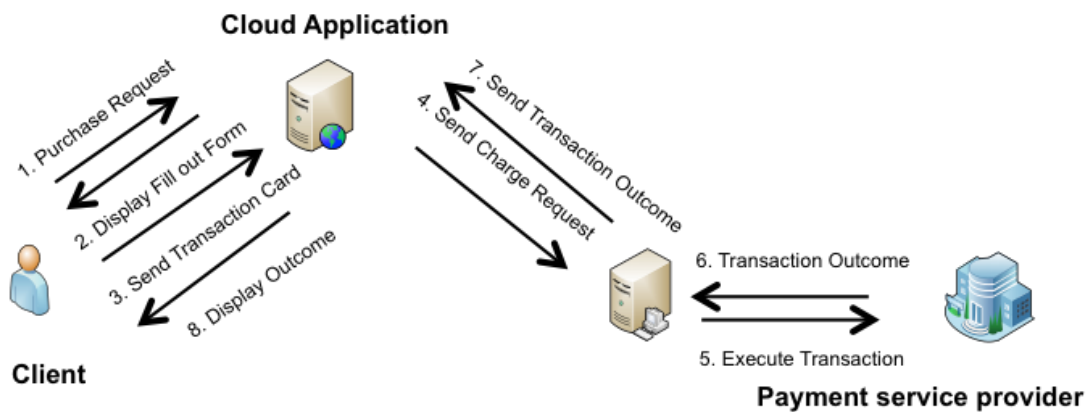 Cloud Application
1. Purchase Request
2. Display Fill out Form
3. Send Transaction Card
8. Display Outcome
7. Send Transaction Outcome
4. Send Charge Request
6. Transaction Outcome
5. Execute Transaction
Client
Payment service provider